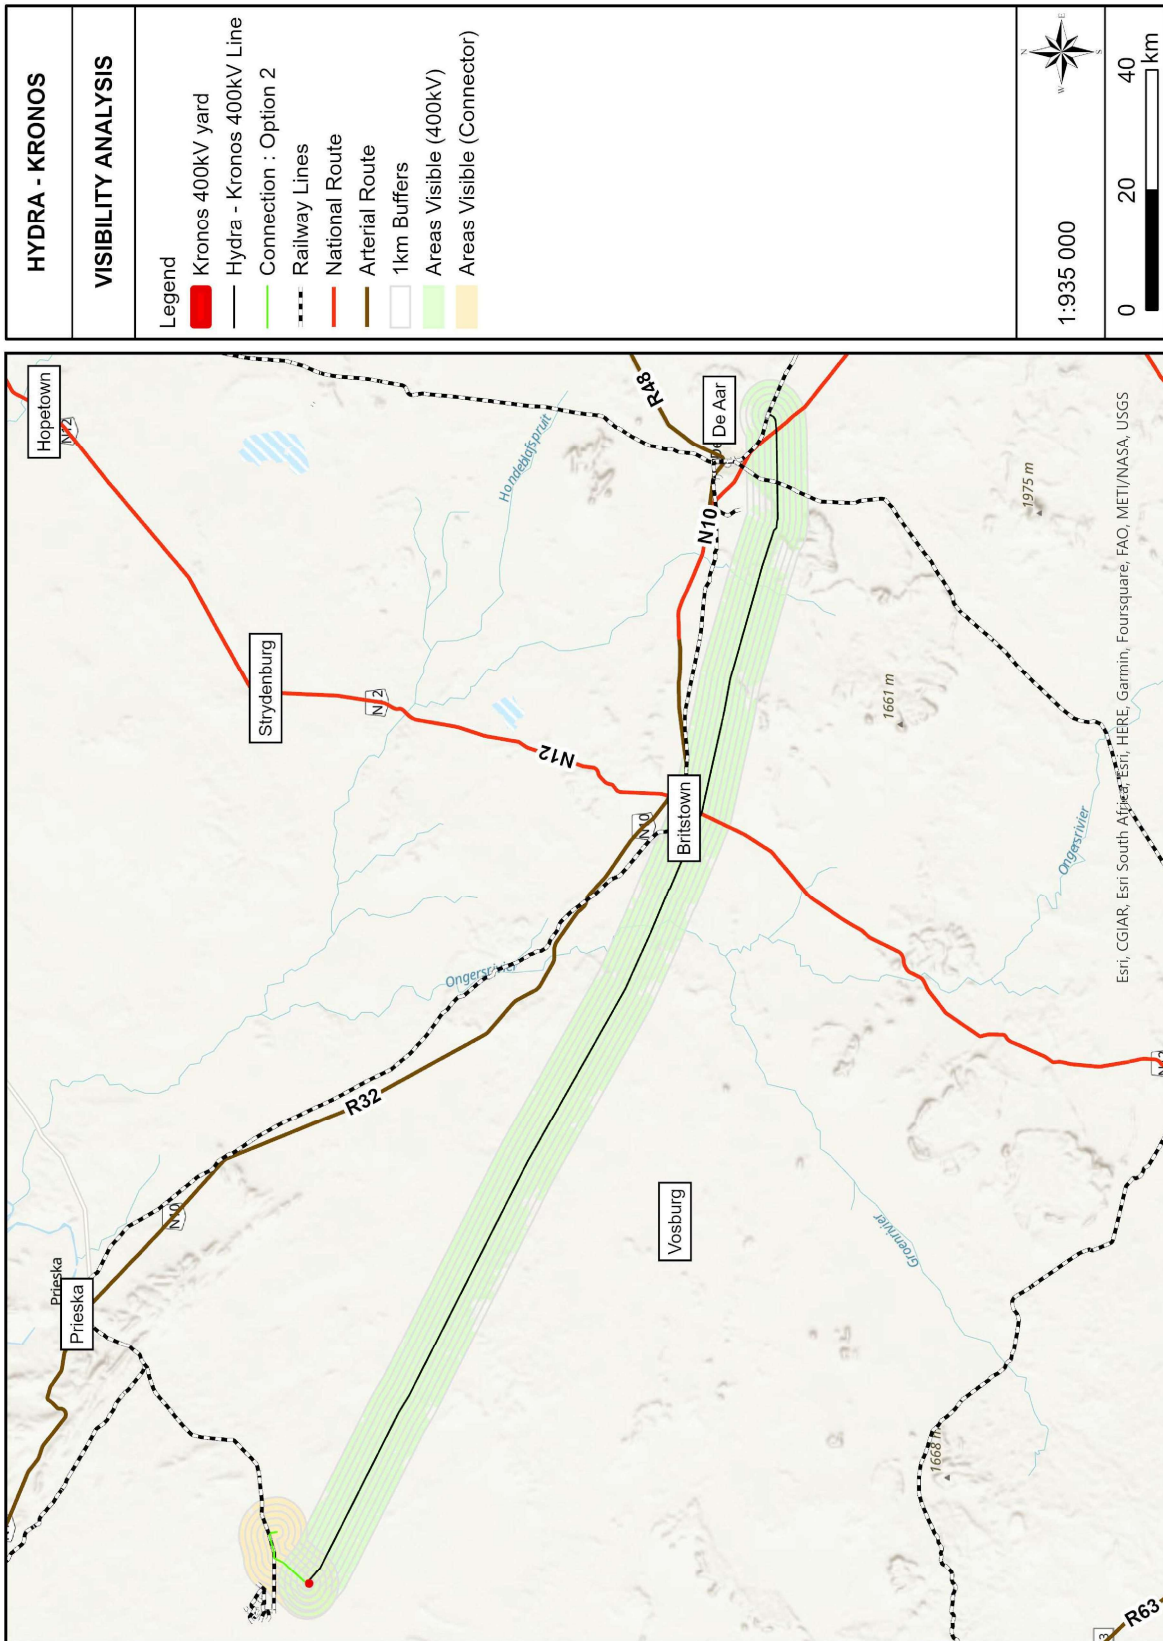 HYDRA - KRONOS
VISIBILITY ANALYSIS
Legend
Kronos 400kV yard
Hydra - Kronos 400kV Line
Connection : Option 2
Railway Lines
National Route
Arterial Route
1km Buffers
Areas Visible (400kV)
Areas Visible (Connector)
N
E
S
W
1:935 000
0 20 40
km
Hopetown
N12
Strydenburg
N12
N12
Hondeblafspruit
R48
De Aar
De
N10
Britstown
N10
Ongersrivier
R32
N10
Prieska
Prieska
Vosburg
Groenrivier
Ongersrivier
1975 m
1661 m
1668 m
R63
3
Esri, CGIAR, Esri South Africa, Esri, HERE, Garmin, Foursquare, FAO, METI/NASA, USGS